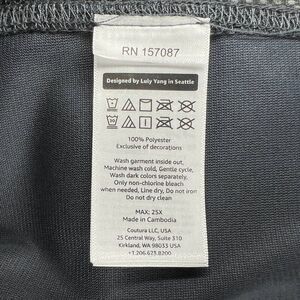 RN 157087
Designed by Luly Yang in Seattle
100% Polyester
Exclusive of decorations
Wash garment inside out,
Machine wash cold, Gentle cycle,
Wash dark colors separately,
Only non-chlorine bleach
when needed, Line dry, Do not iron
Do not dry clean
MAX: 25X
Made in Cambodia
Coutura LLC, USA
25 Central Way, Suite 310
Kirkland, WA 98033 USA
+1.206.623.8200